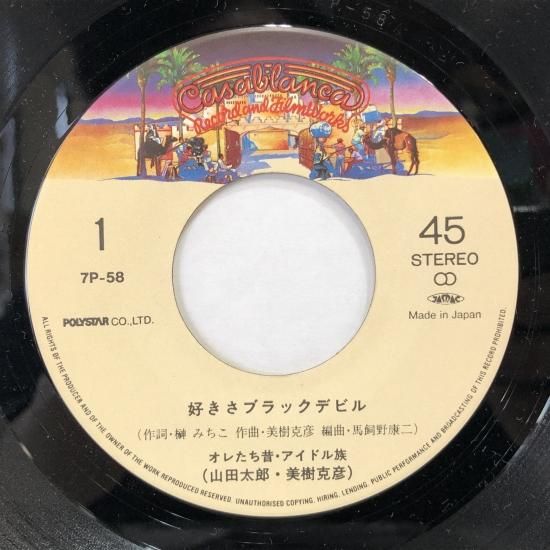 P-58
Casablanca
Record and FilmWorks
1
7P-58
45
STEREO
JASRAC
POLYSTAR CO.,LTD.
Made in Japan
好きさブラックデビル
(作詞・榊 みちこ 作曲・美樹克彦 編曲・馬飼野康二)
オレたち昔・アイドル族
(山田太郎・美樹克彦)
ALL RIGHTS OF THE PRODUCER AND OF THE OWNER OF THE WORK REPRODUCED RESERVED. UNAUTHORISED COPYING, HIRING, LENDING, PUBLIC PERFORMANCE AND BROADCASTING OF THIS RECORD PROHIBITED.